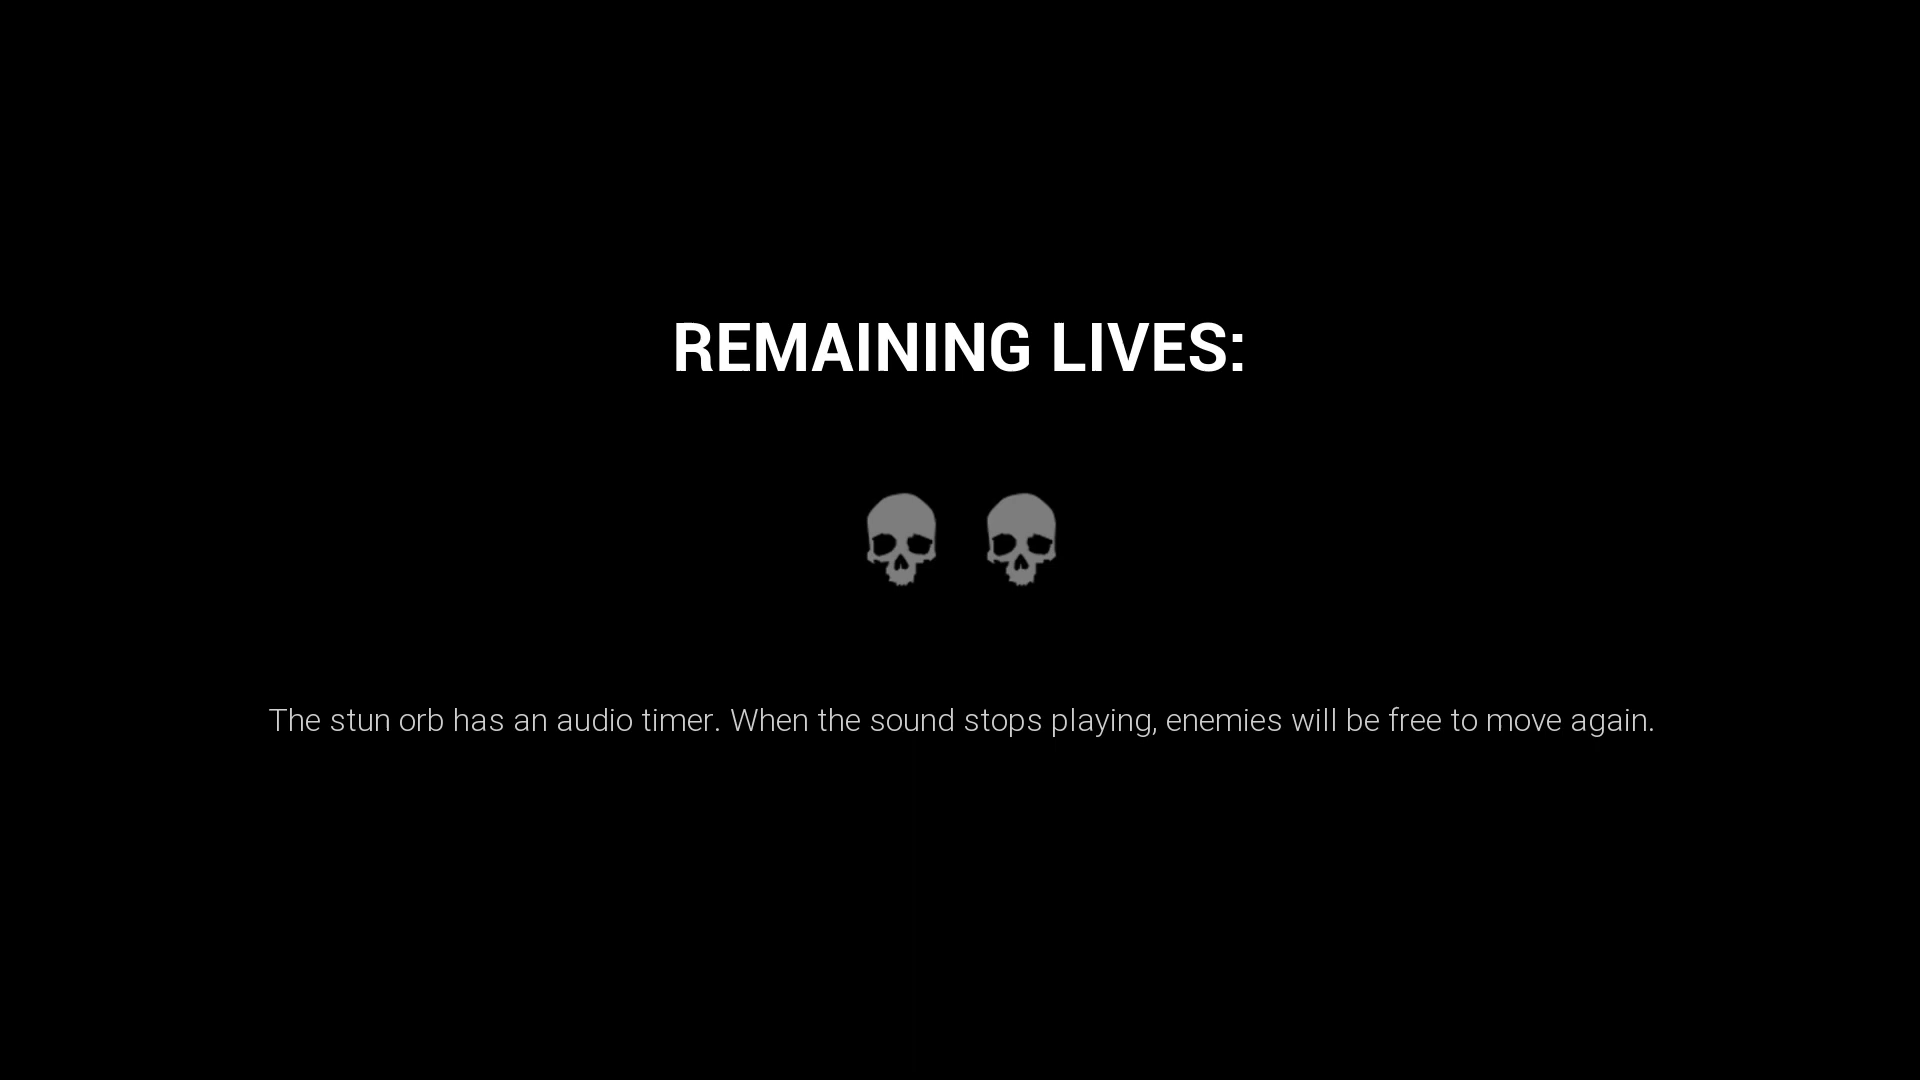 REMAINING LIVES:
The stun orb has an audio timer. When the sound stops playing, enemies will be free to move again.